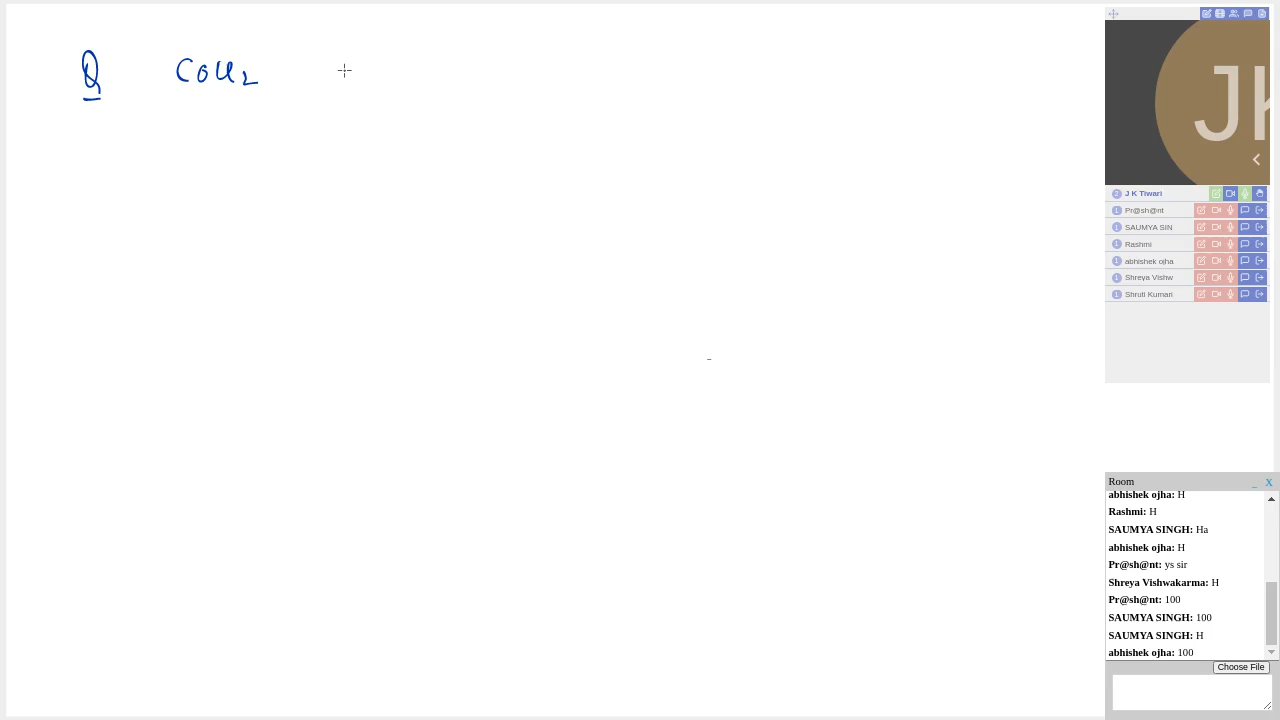 Q COCl2
JK
J K Tiwari
Pr@sh@nt
SAUMYA SIN
Rashmi
abhishek ojha
Shreya Vishw
Shruti Kumari
Room _ X
abhishek ojha: H
Rashmi: H
SAUMYA SINGH: Ha
abhishek ojha: H
Pr@sh@nt: ys sir
Shreya Vishwakarma: H
Pr@sh@nt: 100
SAUMYA SINGH: 100
SAUMYA SINGH: H
abhishek ojha: 100
Choose File